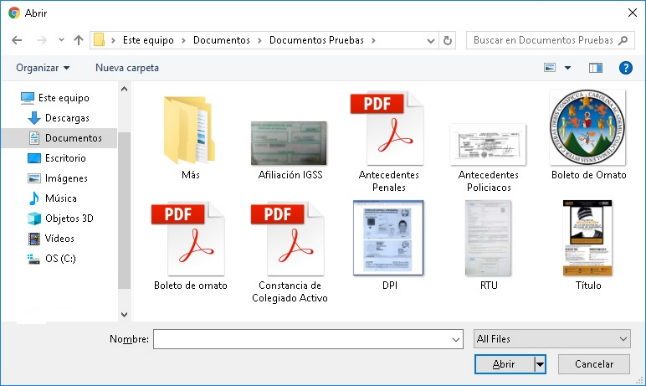 Abrir
Este equipo > Documentos > Documentos Pruebas >
Buscar en Documentos Pruebas
Organizar
Nueva carpeta
Este equipo
Descargas
Documentos
Escritorio
Imágenes
Música
Objetos 3D
Vídeos
OS (C:)
PDF
Más
Afiliación IGSS
Antecedentes
Penales
Antecedentes
Policiacos
Boleto de Ornato
PDF
PDF
Boleto de ornato
Constancia de
Colegiado Activo
DPI
RTU
Título
Nombre:
All Files
Abrir
Cancelar